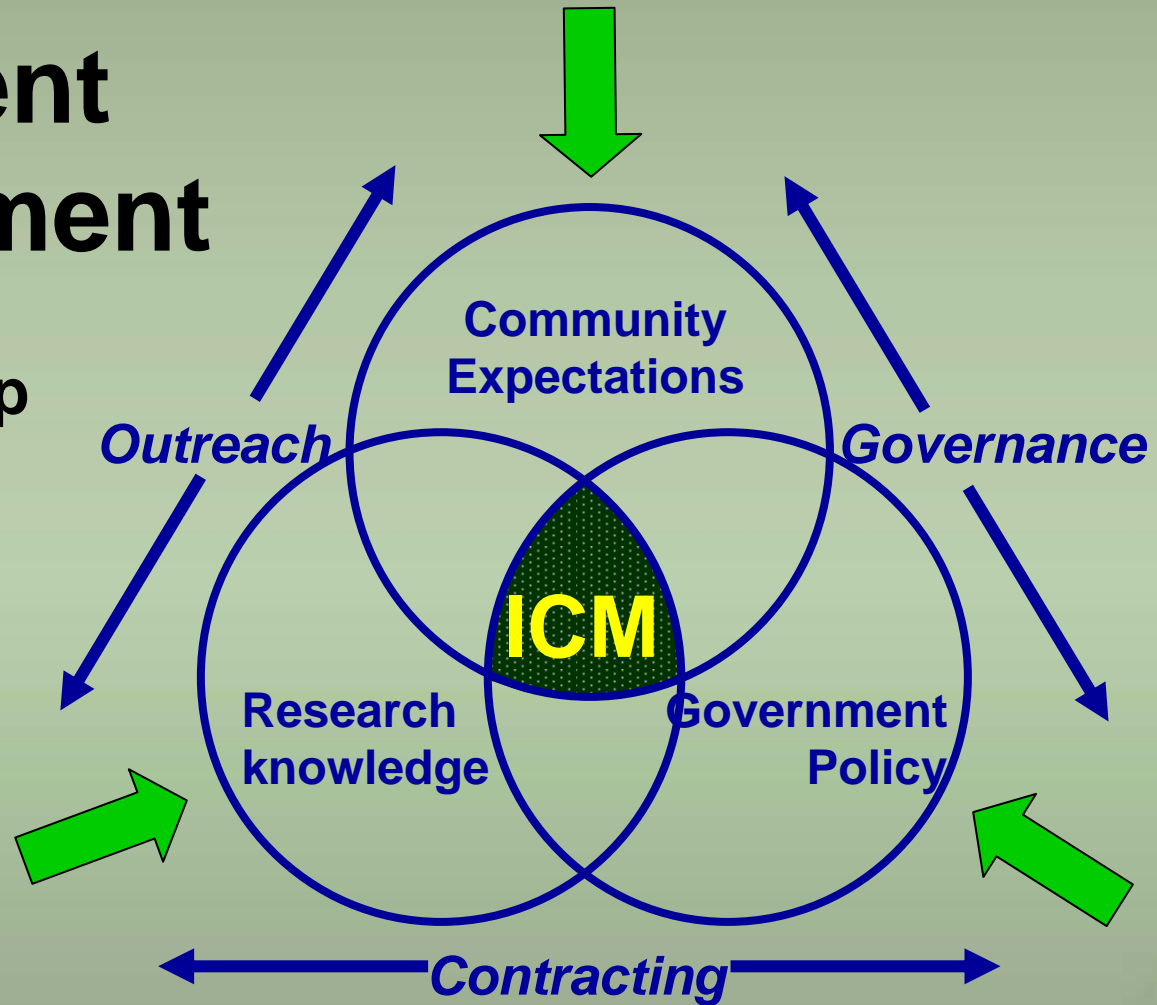 ent
ment
p
Community
Expectations
Outreach
Governance
ICM
Research
knowledge
Government
Policy
Contracting